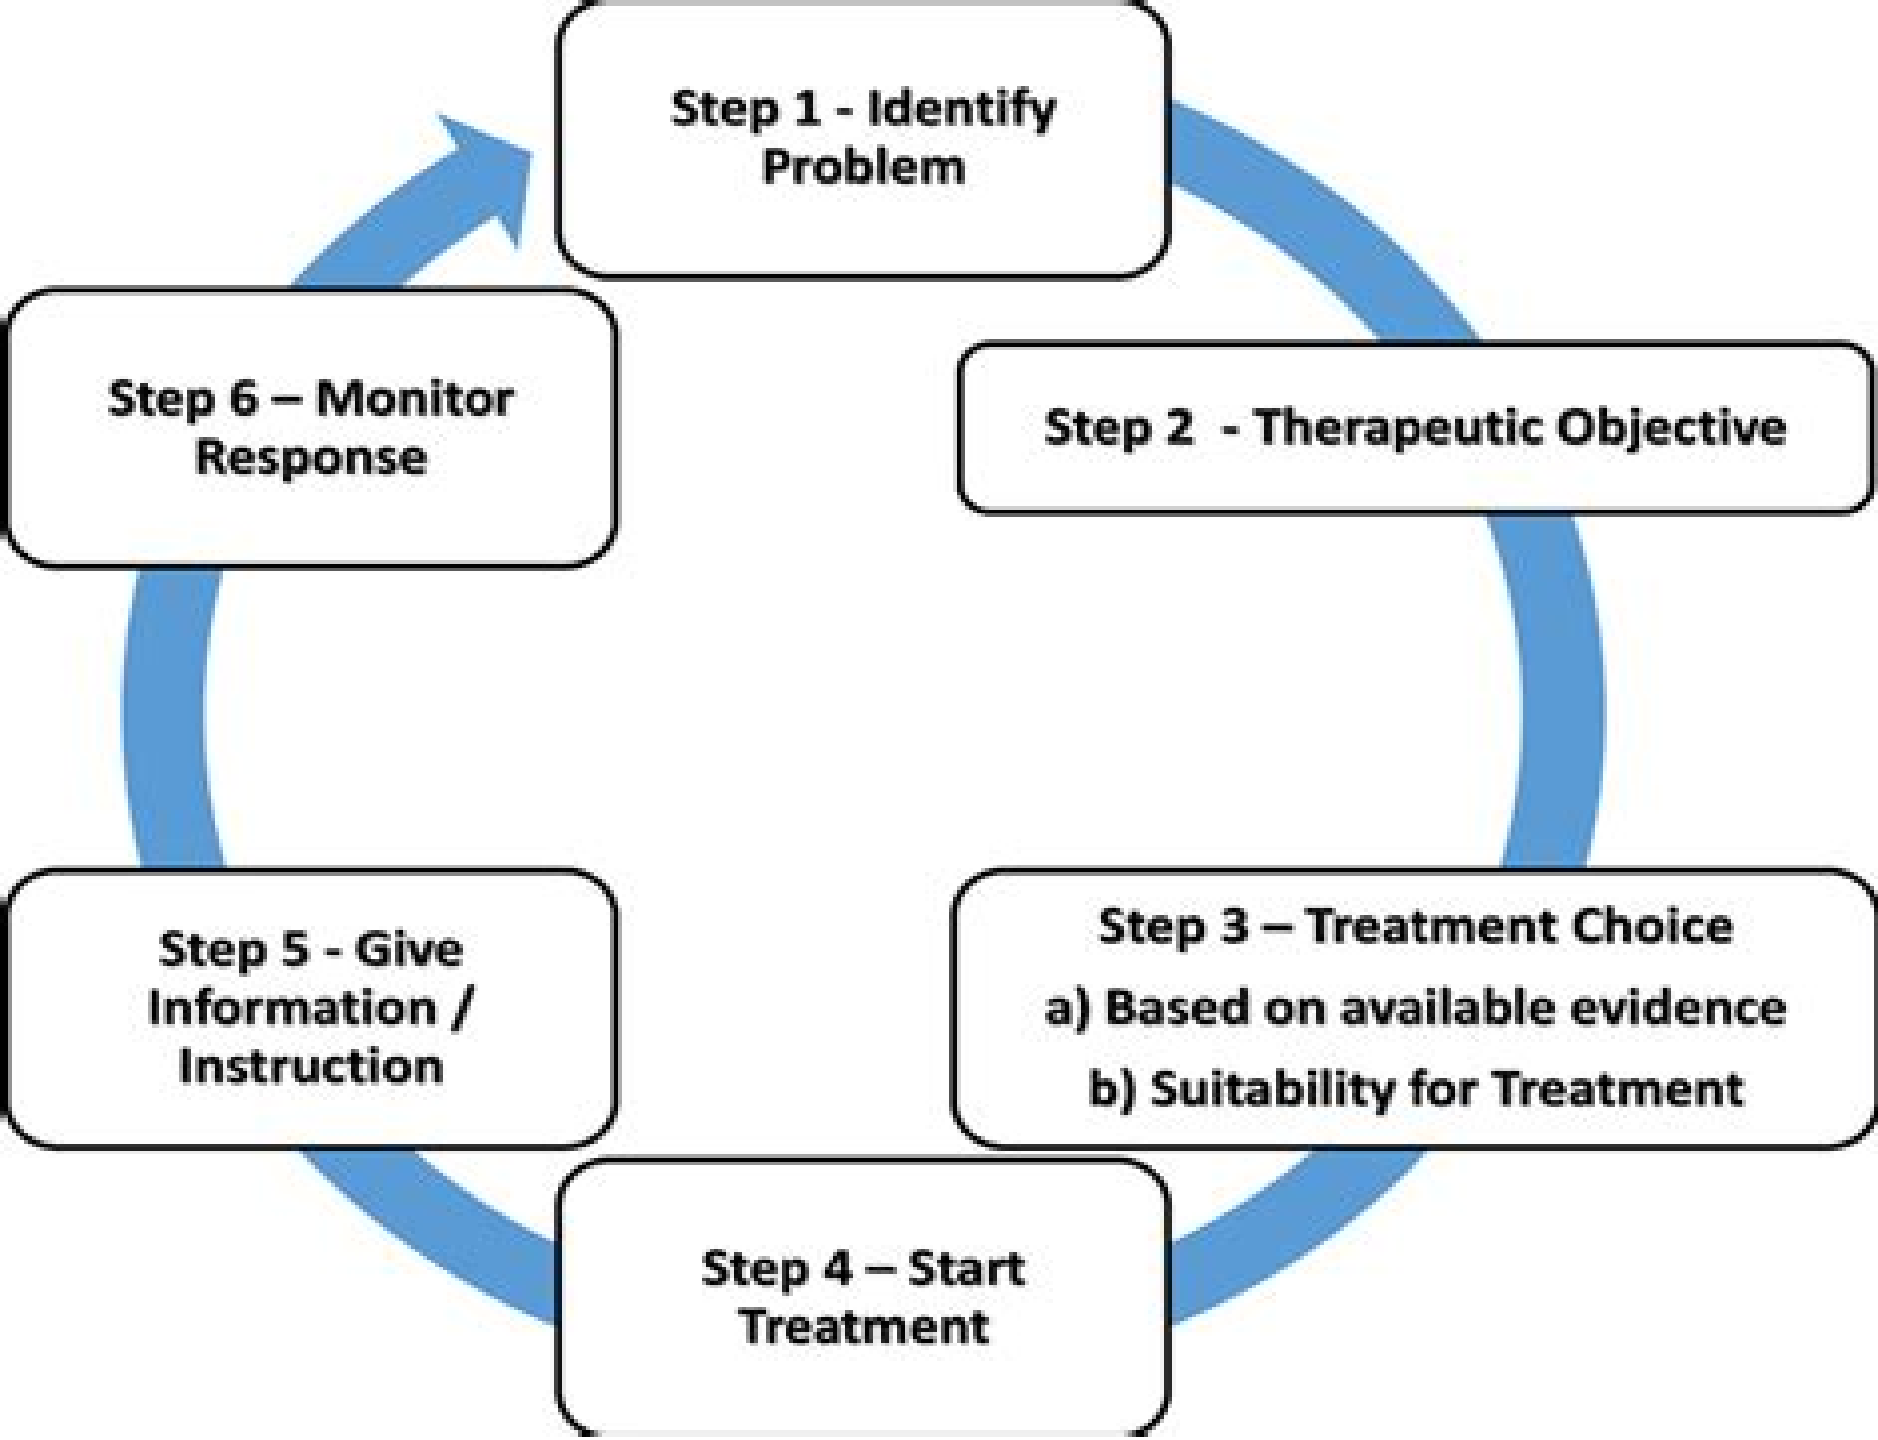 Step 1 - Identify
Problem
Step 2  - Therapeutic Objective
Step 3 – Treatment Choice
a) Based on available evidence
b) Suitability for Treatment
Step 4 – Start
Treatment
Step 5 - Give
Information /
Instruction
Step 6 – Monitor
Response